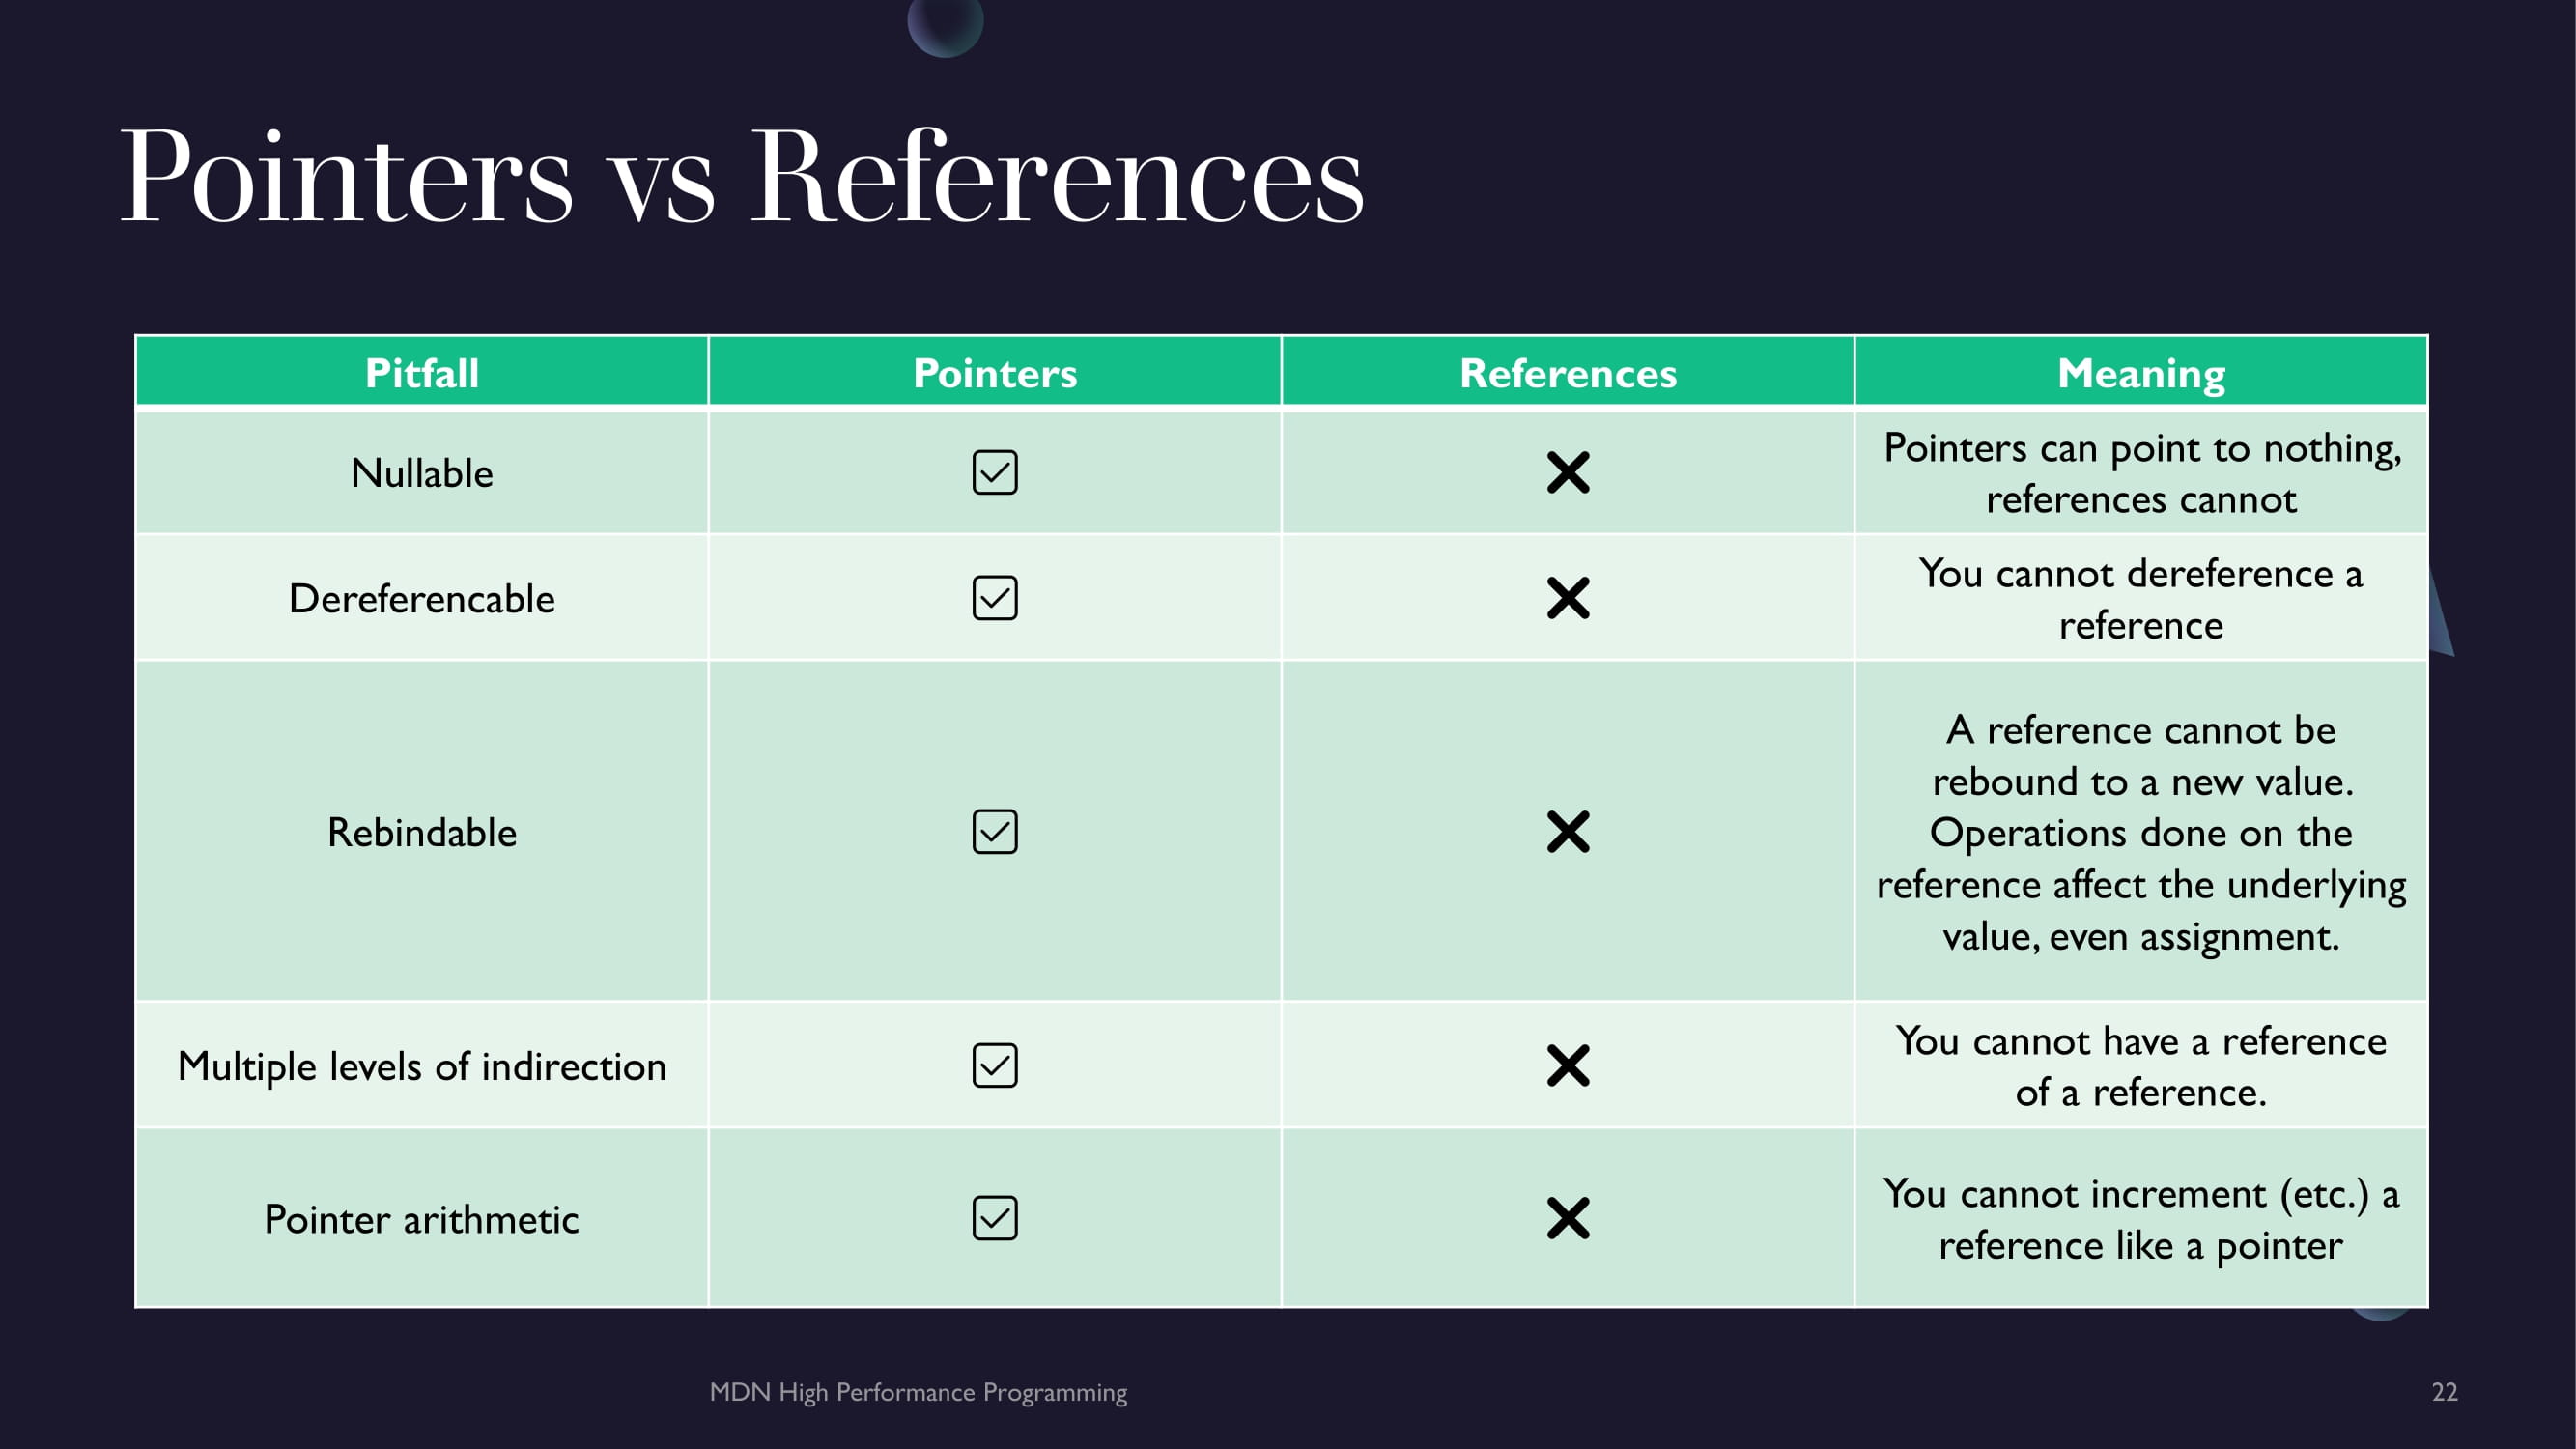 Pointers vs References
Pitfall
Pointers
References
Meaning
Nullable
Pointers can point to nothing,
references cannot
Dereferencable
You cannot dereference a
reference
Rebindable
A reference cannot be
rebound to a new value.
Operations done on the
reference affect the underlying
value, even assignment.
Multiple levels of indirection
You cannot have a reference
of a reference.
Pointer arithmetic
You cannot increment (etc.) a
reference like a pointer
MDN High Performance Programming
22